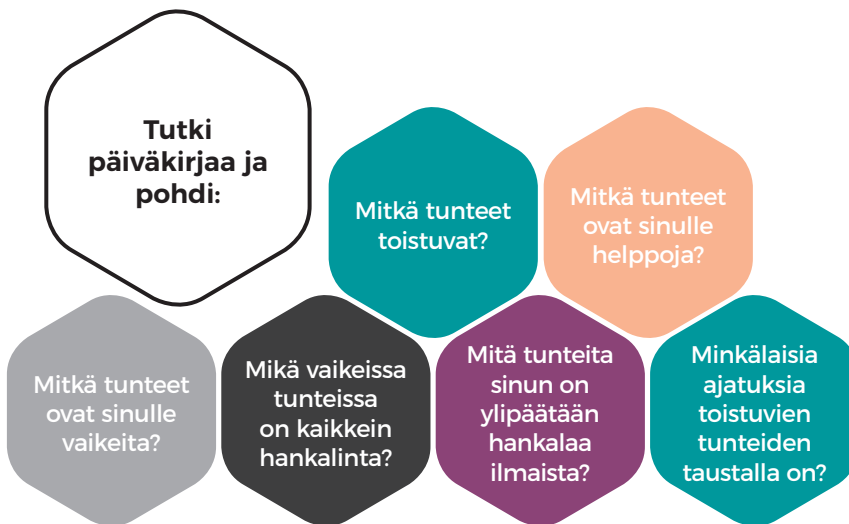 Tutki
päiväkirjaa ja
pohdi:
Mitkä tunteet
toistuvat?
Mitkä tunteet
ovat sinulle
helppoja?
Mitkä tunteet
ovat sinulle
vaikeita?
Mikä vaikeissa
tunteissa
on kaikkein
hankalinta?
Mitä tunteita
sinun on
ylipäätään
hankalaa
ilmaista?
Minkälaisia
ajatuksia
toistuvien
tunteiden
taustalla on?